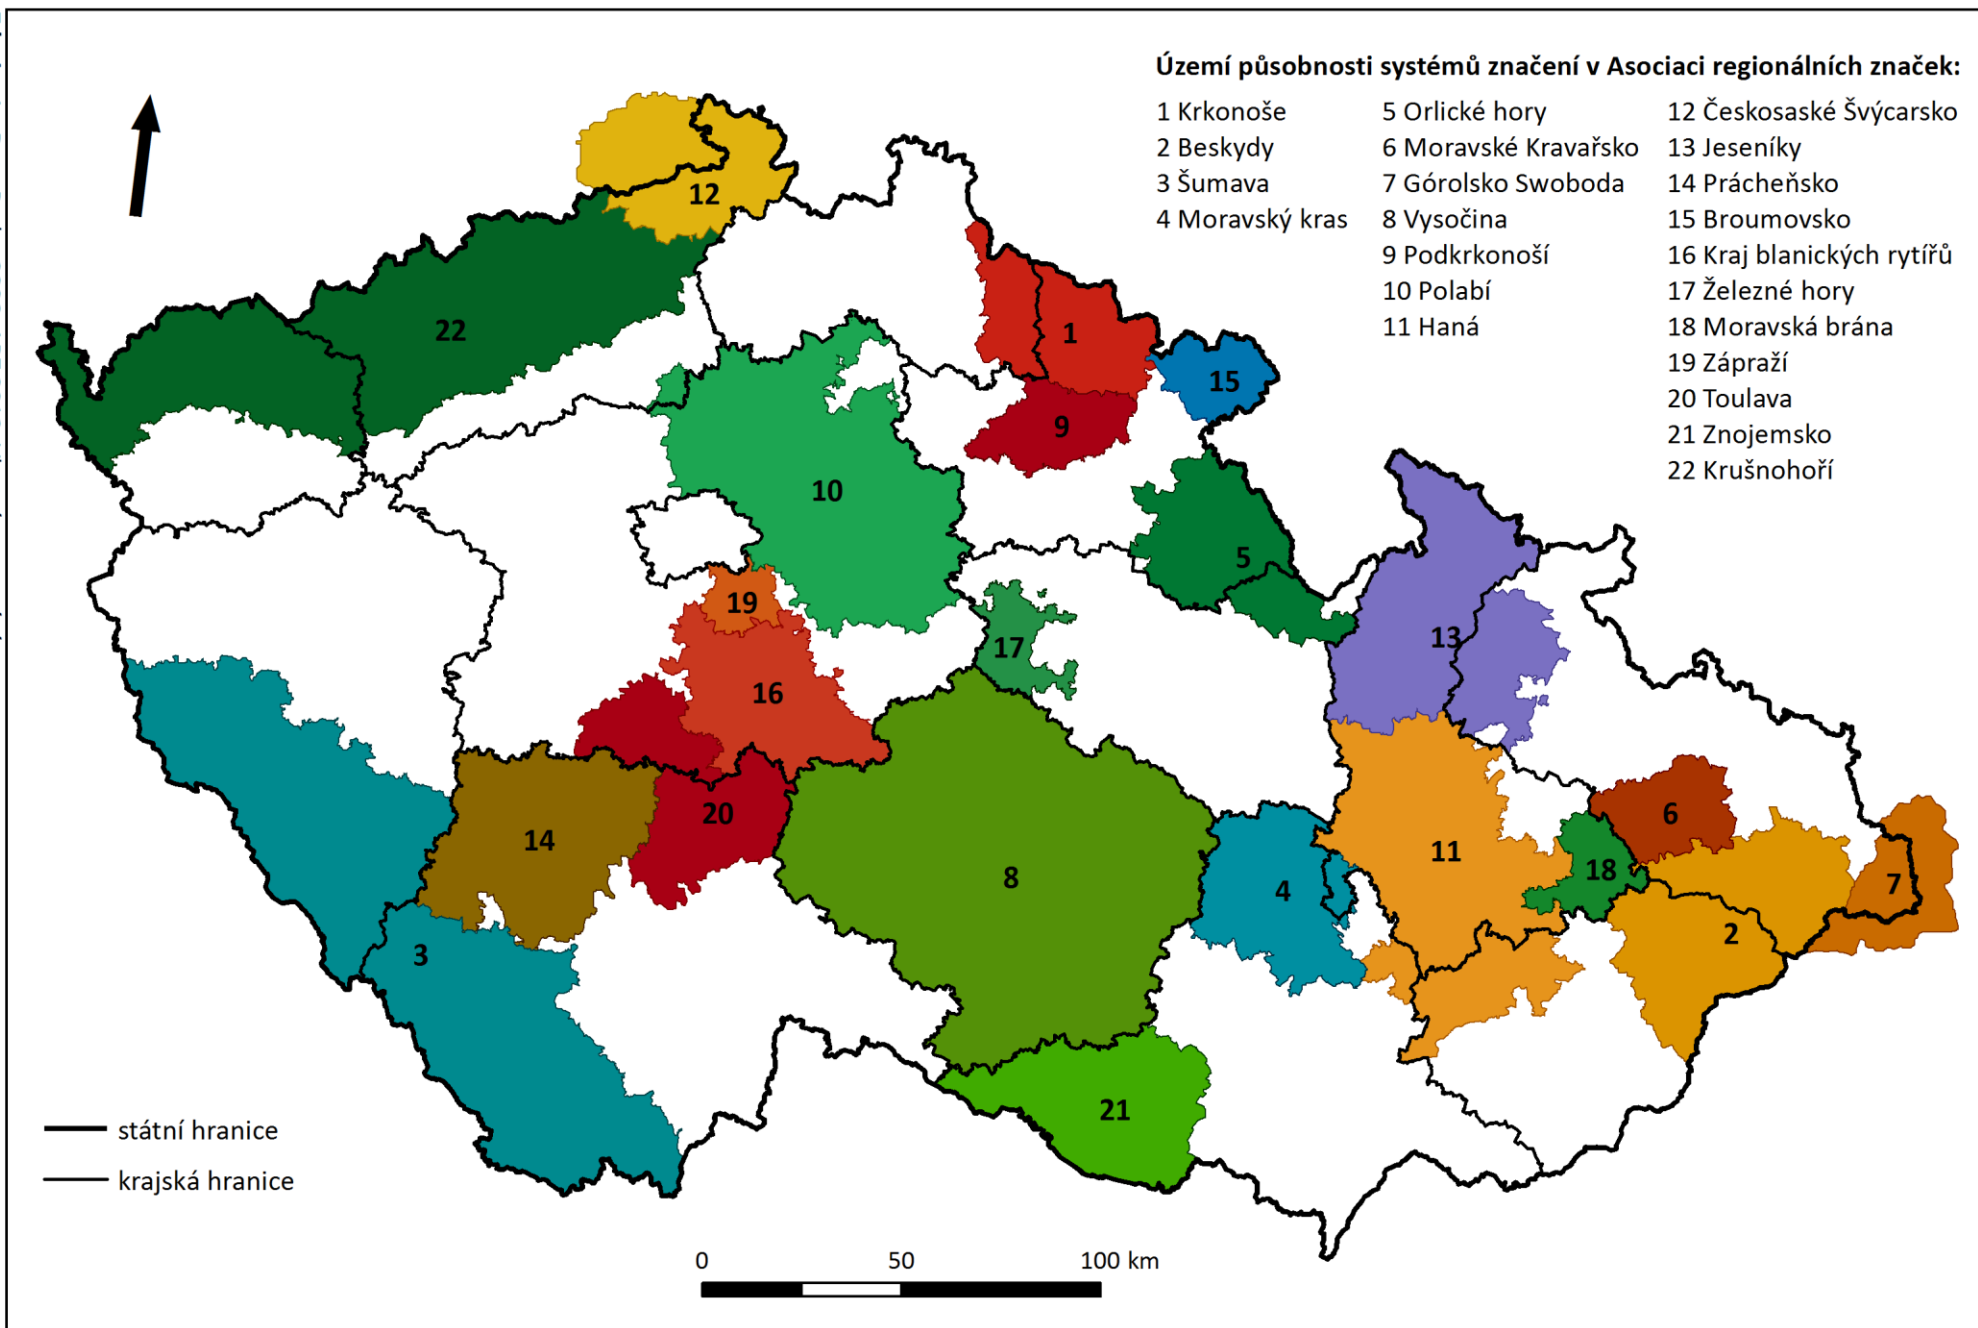 Území působnosti systémů značení v Asociaci regionálních značek:
1 Krkonoše
2 Beskydy
3 Šumava
4 Moravský kras
5 Orlické hory
6 Moravské Kravařsko
7 Górolsko Swoboda
8 Vysočina
9 Podkrkonoší
10 Polabí
11 Haná
12 Českosaské Švýcarsko
13 Jeseníky
14 Prácheňsko
15 Broumovsko
16 Kraj blanických rytířů
17 Železné hory
18 Moravská brána
19 Zápraží
20 Toulava
21 Znojemsko
22 Krušnohoří
12
22
1
15
9
10
5
19
13
17
16
20
6
14
11
18
7
8
4
2
3
21
státní hranice
krajská hranice
0 50 100 km